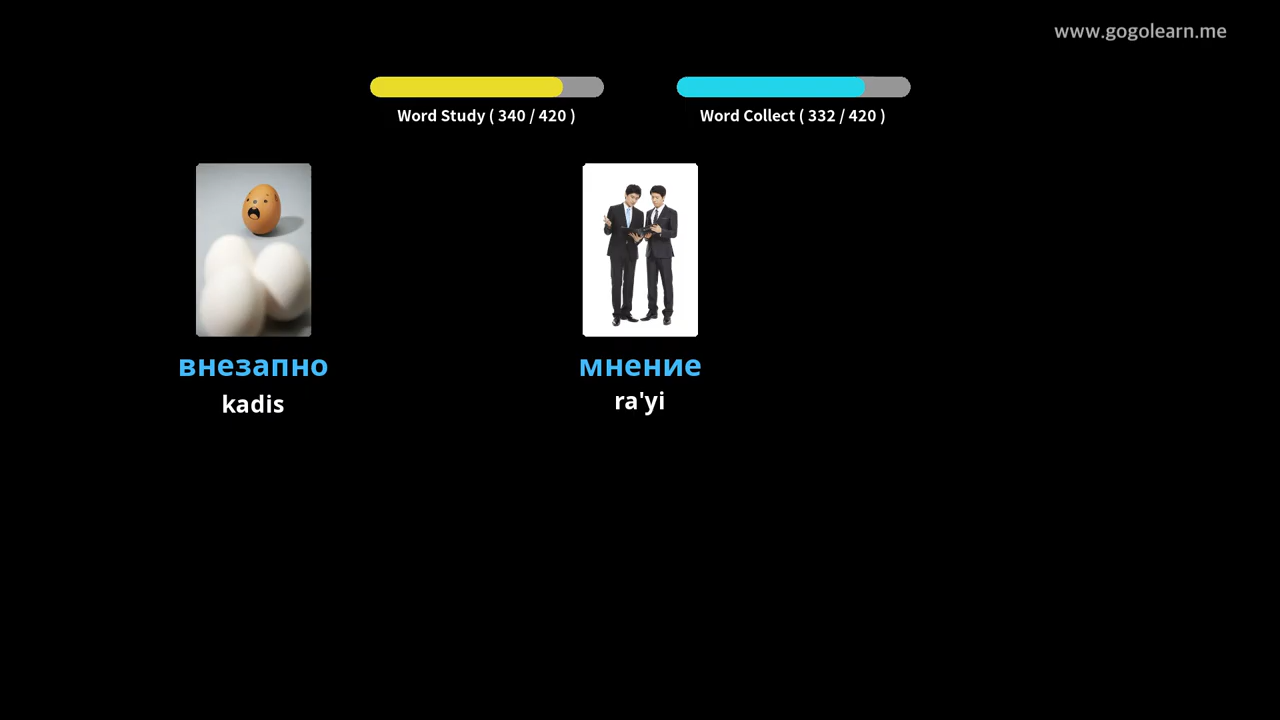 www.gogolearn.me
Word Study ( 340 / 420 )
Word Collect ( 332 / 420 )
внезапно
мнение
kadis
ra'yi